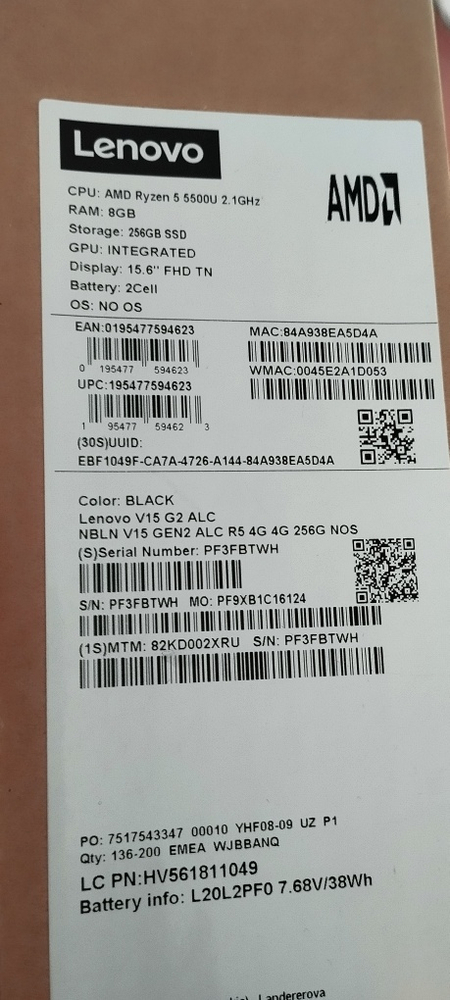 Lenovo
CPU: AMD Ryzen 5 5500U 2.1GHz
RAM: 8GB
Storage: 256GB SSD
GPU: INTEGRATED
Display: 15.6'' FHD TN
Battery: 2Cell
OS: NO OS
AMD
EAN:0195477594623
0 195477 594623
UPC:195477594623
1 95477 59462 3
MAC:84A938EA5D4A
WMAC:0045E2A1D053
(30S)UUID:
EBF1049F-CA7A-4726-A144-84A938EA5D4A
Color: BLACK
Lenovo V15 G2 ALC
NBLN V15 GEN2 ALC R5 4G 4G 256G NOS
(S)Serial Number: PF3FBTWH
S/N: PF3FBTWH MO: PF9XB1C16124
(1S)MTM: 82KD002XRU S/N: PF3FBTWH
PO: 7517543347 00010 YHF08-09 UZ P1
Qty: 136-200 EMEA WJBBANQ
LC PN:HV561811049
Battery info: L20L2PF0 7.68V/38Wh
Landererova